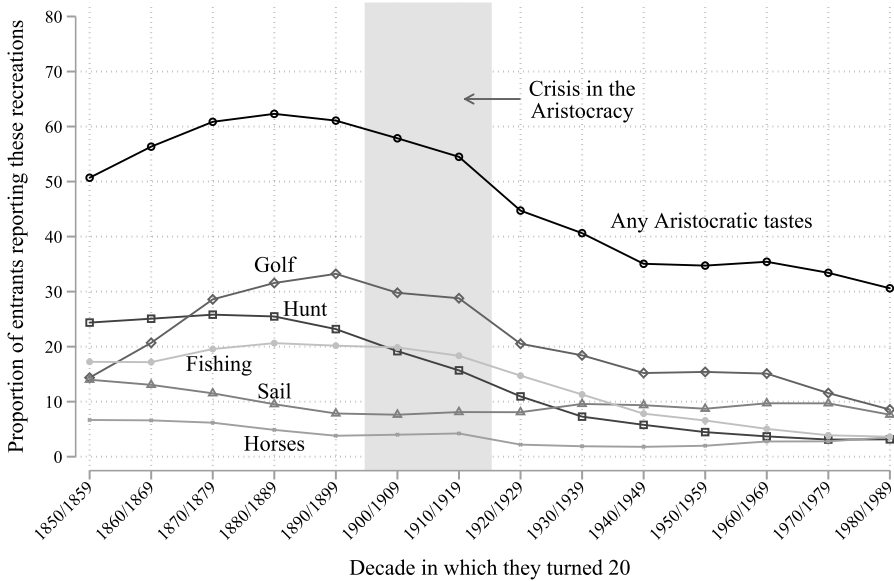 Proportion of entrants reporting these recreations
80
70
60
50
40
30
20
10
0
Crisis in the
Aristocracy
Any Aristocratic tastes
Golf
Hunt
Fishing
Sail
Horses
1850/1859
1860/1869
1870/1879
1880/1889
1890/1899
1900/1909
1910/1919
1920/1929
1930/1939
1940/1949
1950/1959
1960/1969
1970/1979
1980/1989
Decade in which they turned 20